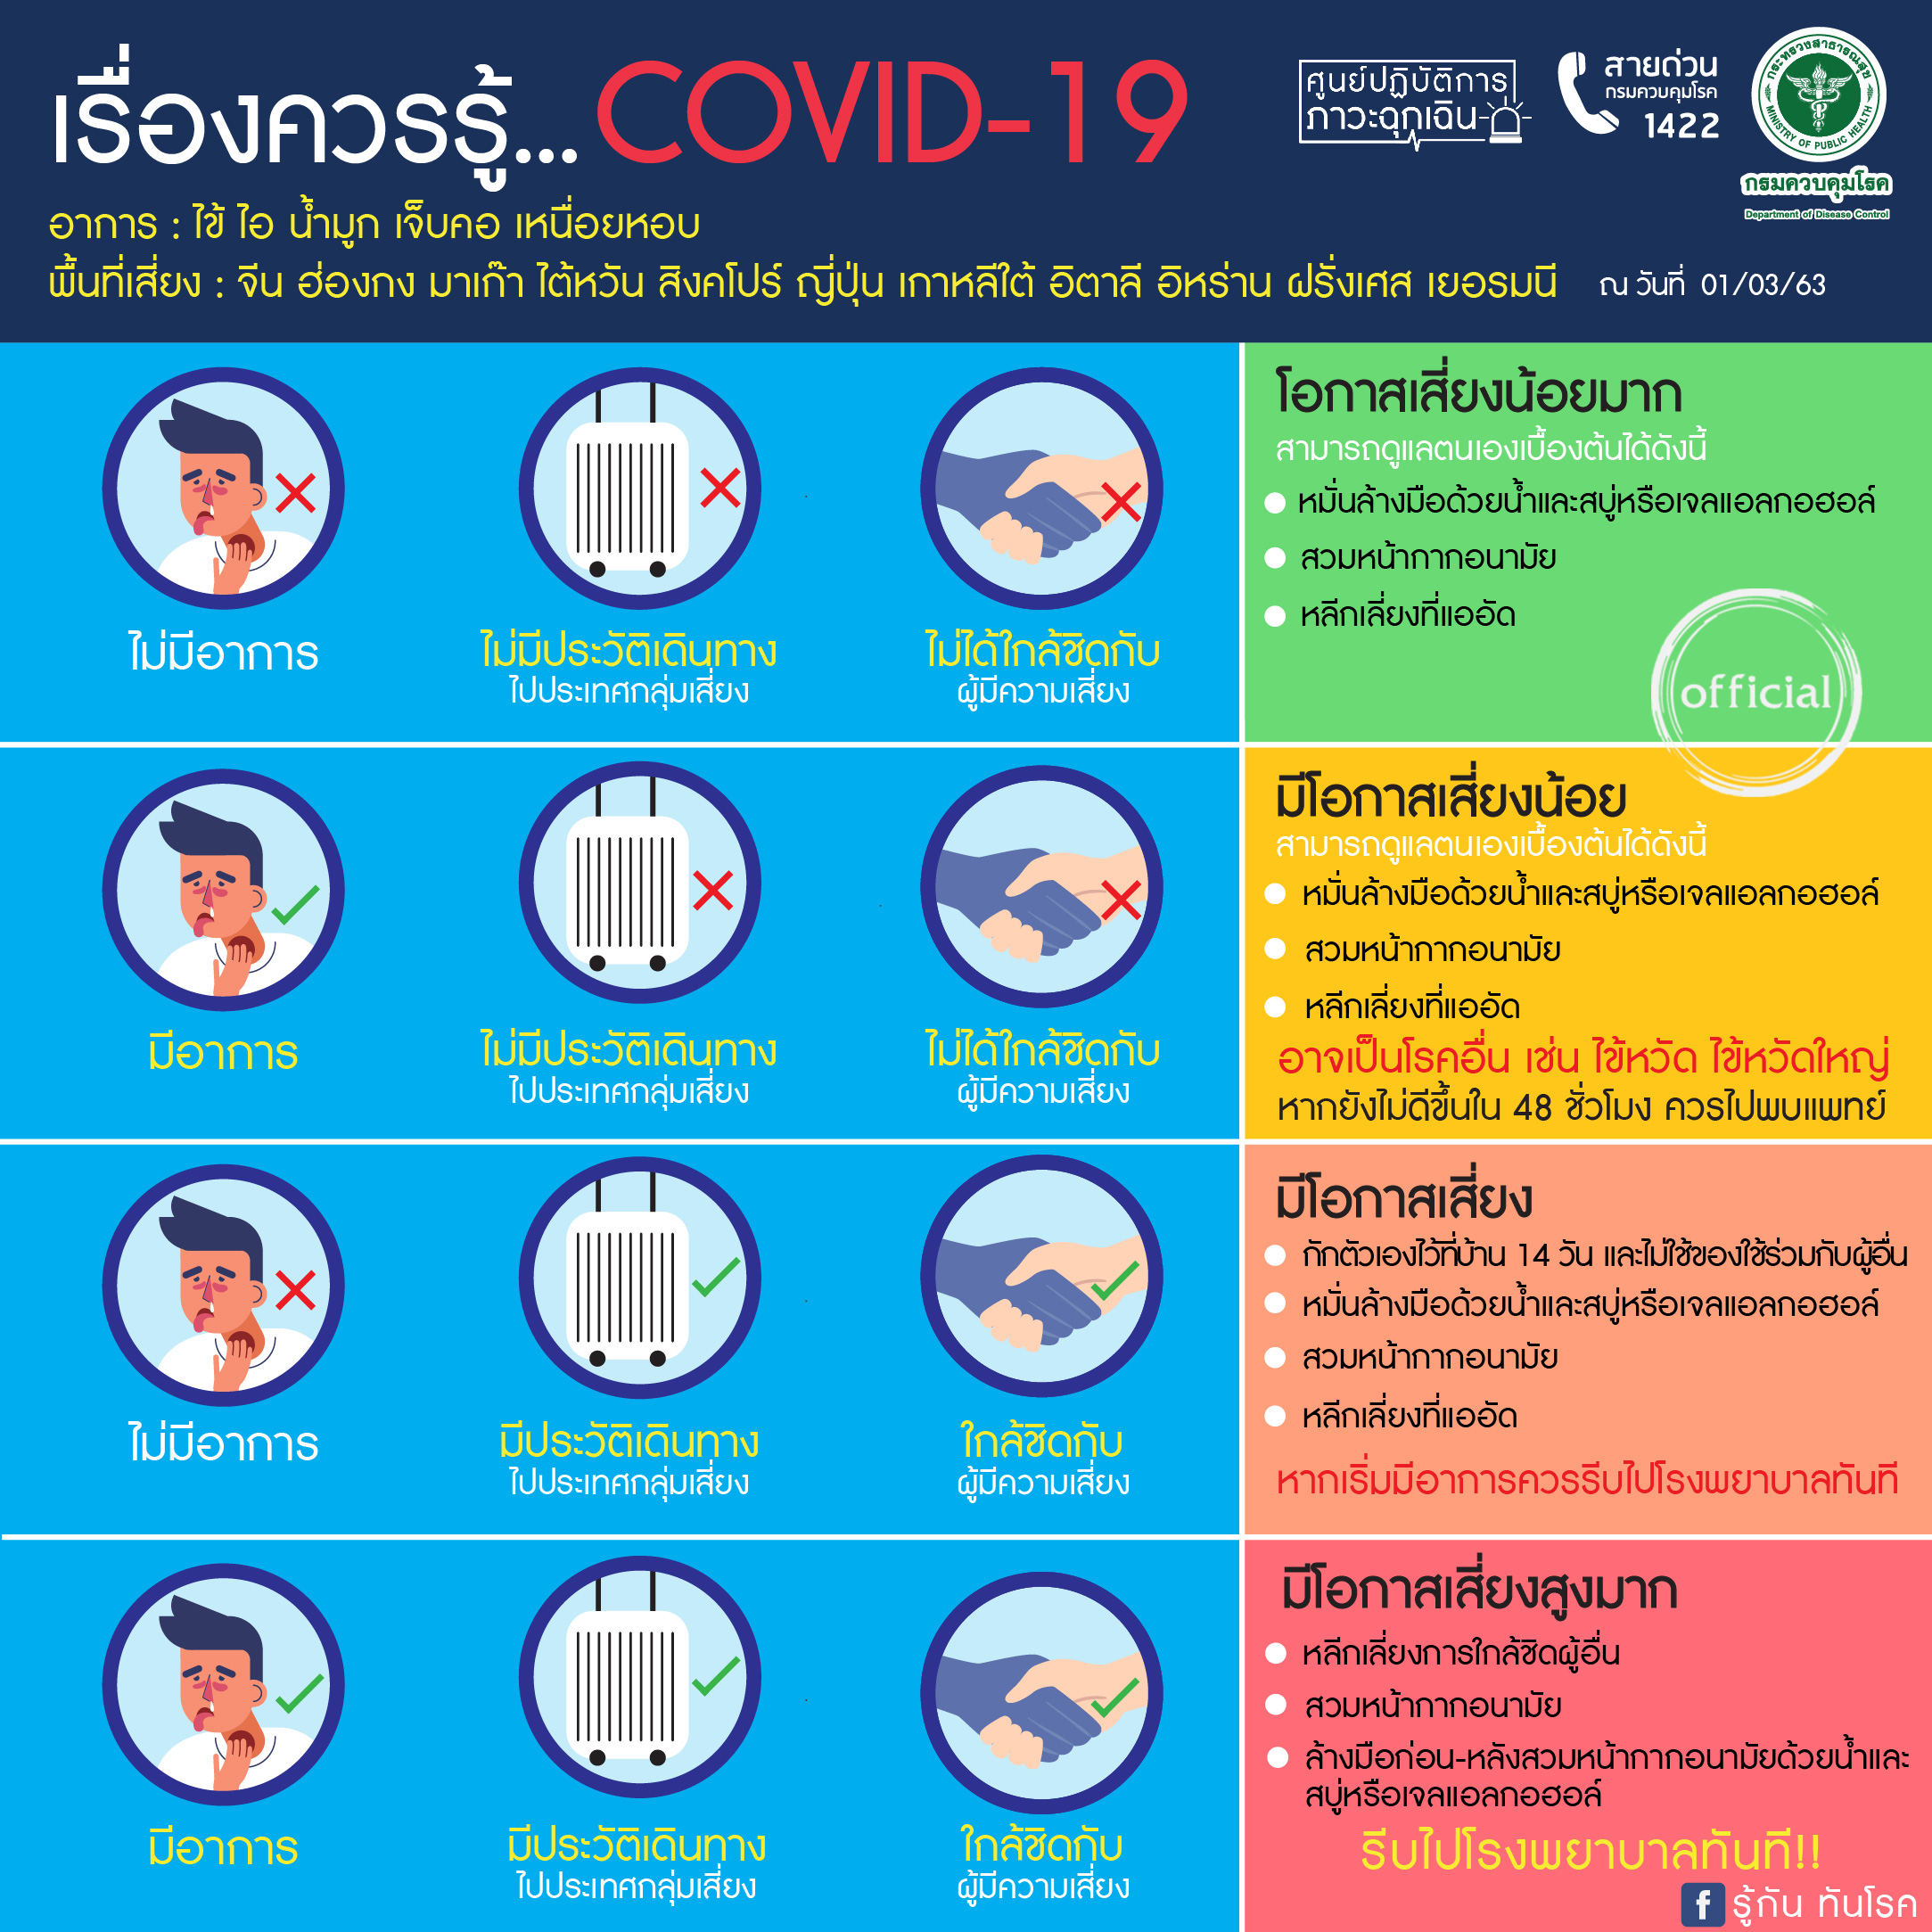 เรื่องควรรู้... COVID-19
ศูนย์ปฏิบัติการ
ภาวะฉุกเฉิน
สายด่วน
กรมควบคุมโรค
1422
กระทรวงสาธารณสุข
MINISTRY OF PUBLIC HEALTH
กรมควบคุมโรค
Department of Disease Control
อาการ : ไข้ ไอ น้ำมูก เจ็บคอ เหนื่อยหอบ
พื้นที่เสี่ยง : จีน ฮ่องกง มาเก๊า ไต้หวัน สิงคโปร์ ญี่ปุ่น เกาหลีใต้ อิตาลี อิหร่าน ฝรั่งเศส เยอรมนี ณ วันที่ 01/03/63
ไม่มีอาการ
ไม่มีประวัติเดินทาง
ไปประเทศกลุ่มเสี่ยง
ไม่ได้ใกล้ชิดกับ
ผู้มีความเสี่ยง
โอกาสเสี่ยงน้อยมาก
สามารถดูแลตนเองเบื้องต้นได้ดังนี้
หมั่นล้างมือด้วยน้ำและสบู่หรือเจลแอลกอฮอล์
สวมหน้ากากอนามัย
หลีกเลี่ยงที่แออัด
official
มีอาการ
ไม่มีประวัติเดินทาง
ไปประเทศกลุ่มเสี่ยง
ไม่ได้ใกล้ชิดกับ
ผู้มีความเสี่ยง
มีโอกาสเสี่ยงน้อย
สามารถดูแลตนเองเบื้องต้นได้ดังนี้
หมั่นล้างมือด้วยน้ำและสบู่หรือเจลแอลกอฮอล์
สวมหน้ากากอนามัย
หลีกเลี่ยงที่แออัด
อาจเป็นโรคอื่น เช่น ไข้หวัด ไข้หวัดใหญ่
หากยังไม่ดีขึ้นใน 48 ชั่วโมง ควรไปพบแพทย์
ไม่มีอาการ
มีประวัติเดินทาง
ไปประเทศกลุ่มเสี่ยง
ใกล้ชิดกับ
ผู้มีความเสี่ยง
มีโอกาสเสี่ยง
กักตัวเองไว้ที่บ้าน 14 วัน และไม่ใช้ของใช้ร่วมกับผู้อื่น
หมั่นล้างมือด้วยน้ำและสบู่หรือเจลแอลกอฮอล์
สวมหน้ากากอนามัย
หลีกเลี่ยงที่แออัด
หากเริ่มมีอาการควรรีบไปโรงพยาบาลทันที
มีอาการ
มีประวัติเดินทาง
ไปประเทศกลุ่มเสี่ยง
ใกล้ชิดกับ
ผู้มีความเสี่ยง
มีโอกาสเสี่ยงสูงมาก
หลีกเลี่ยงการใกล้ชิดผู้อื่น
สวมหน้ากากอนามัย
ล้างมือก่อน-หลังสวมหน้ากากอนามัยด้วยน้ำและ
สบู่หรือเจลแอลกอฮอล์
รีบไปโรงพยาบาลทันที!!
f รู้กัน ทันโรค